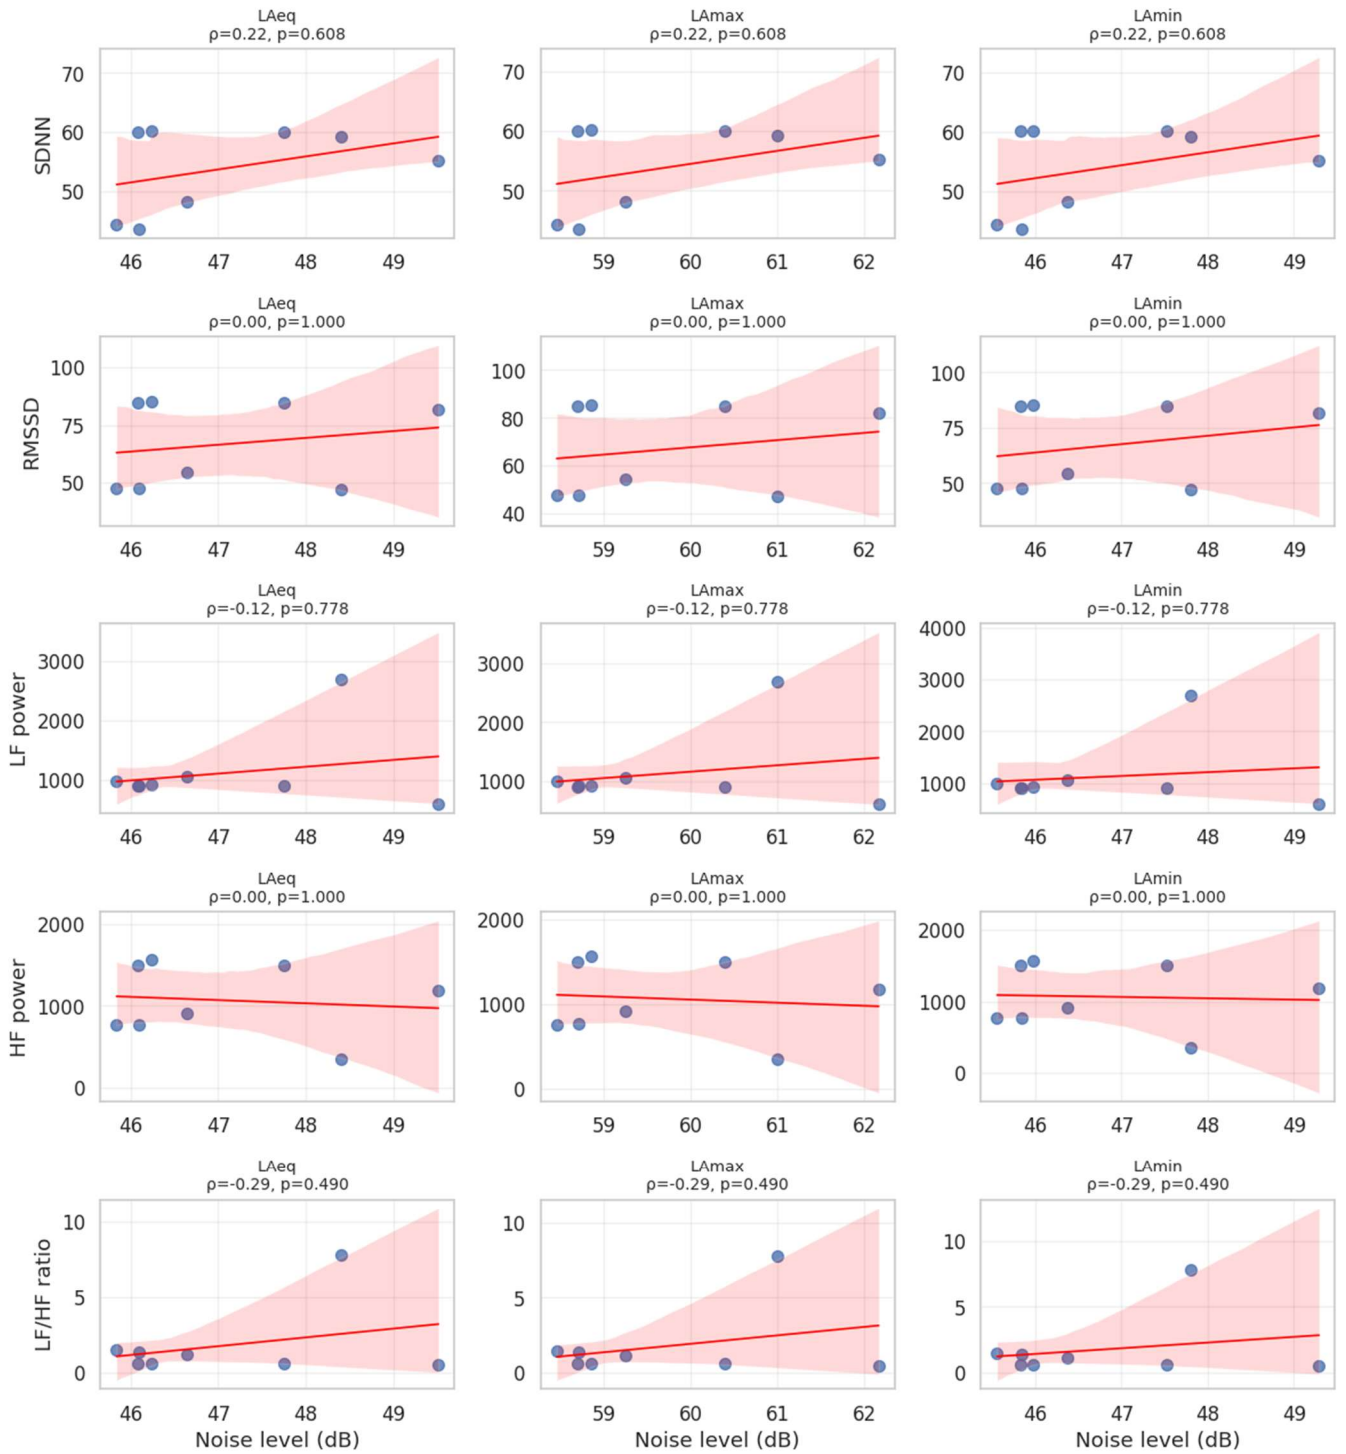 LAeq
ρ=0.22, p=0.608
LAmax
ρ=0.22, p=0.608
LAmin
ρ=0.22, p=0.608
SDNN
70
60
50
46 47 48 49
70
60
50
59 60 61 62
70
60
50
46 47 48 49
LAeq
ρ=0.00, p=1.000
LAmax
ρ=0.00, p=1.000
LAmin
ρ=0.00, p=1.000
RMSSD
100
75
50
46 47 48 49
100
80
60
40
59 60 61 62
100
75
50
46 47 48 49
LAeq
ρ=-0.12, p=0.778
LAmax
ρ=-0.12, p=0.778
LAmin
ρ=-0.12, p=0.778
LF power
3000
2000
1000
46 47 48 49
3000
2000
1000
59 60 61 62
4000
3000
2000
1000
46 47 48 49
LAeq
ρ=0.00, p=1.000
LAmax
ρ=0.00, p=1.000
LAmin
ρ=0.00, p=1.000
HF power
2000
1000
0
46 47 48 49
2000
1000
0
59 60 61 62
2000
1000
0
46 47 48 49
LAeq
ρ=-0.29, p=0.490
LAmax
ρ=-0.29, p=0.490
LAmin
ρ=-0.29, p=0.490
LF/HF ratio
10
5
0
46 47 48 49
Noise level (dB)
10
5
0
59 60 61 62
Noise level (dB)
10
5
0
46 47 48 49
Noise level (dB)